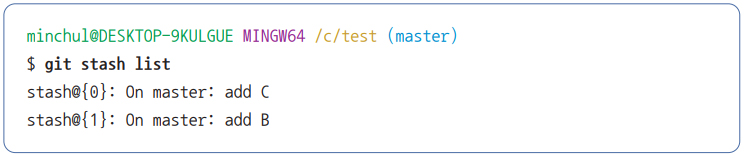 minchul@DESKTOP-9KULGUE MINGW64 /c/test (master)
$ git stash list
stash@{0}: On master: add C
stash@{1}: On master: add B